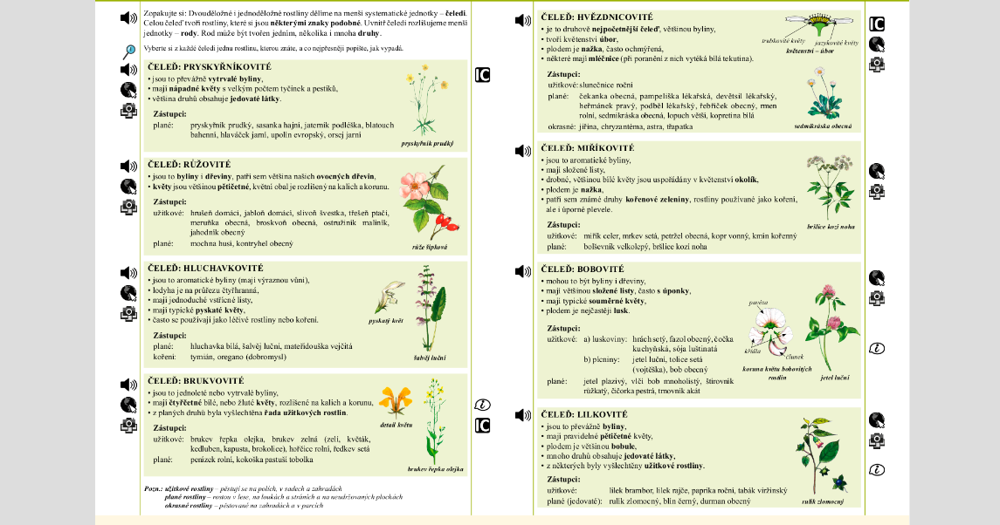 Zopakujte si: Dvouděložné i jednoděložné rostliny dělíme na menší systematické jednotky – čeledi.
Celou čeleď tvoří rostliny, které si jsou některými znaky podobné. Uvnitř čeledi rozlišujeme menší
jednotky – rody. Rod může být tvořen jedním, několika i mnoha druhy.
Vyberte si z každé čeledi jednu rostlinu, kterou znáte, a co nejpřesněji popište, jak vypadá.
ČELEĎ: PRYSKYŘNÍKOVITÉ
• jsou to převážně vytrvalé byliny,
• mají nápadné květy s velkým počtem tyčinek a pestíků,
• většina druhů obsahuje jedovaté látky.
Zástupci:
plané: pryskyřník prudký, sasanka hajní, jaterník podléška, blatouch
bahenní, hlaváček jarní, upolín evropský, orsej jarní
pryskyřník prudký
ČELEĎ: RŮŽOVITÉ
• jsou to byliny i dřeviny, patří sem většina našich ovocných dřevin,
• květy jsou většinou pětičetné, květní obal je rozlišený na kalich a korunu.
Zástupci:
užitkové: hrušeň domácí, jabloň domácí, slivoň švestka, třešeň ptačí,
meruňka obecná, broskvoň obecná, ostružiník maliník,
jahodník obecný
plané: mochna husí, kontryhel obecný
růže šípková
ČELEĎ: HLUCHAVKOVITÉ
• jsou to aromatické byliny (mají výraznou vůni),
• lodyha je na průřezu čtyřhranná,
• mají jednoduché vstřícné listy,
• mají typické pyskaté květy,
• často se používají jako léčivé rostliny nebo koření.
Zástupci:
plané: hluchavka bílá, šalvěj luční, mateřídouška vejčitá
koření: tymián, oregano (dobromysl)
pyskatý květ
šalvěj luční
ČELEĎ: BRUKVOVITÉ
• jsou to jednoleté nebo vytrvalé byliny,
• mají čtyřčetné bílé, nebo žluté květy, rozlišené na kalich a korunu,
• z planých druhů byla vyšlechtěna řada užitkových rostlin.
Zástupci:
užitkové: brukev řepka olejka, brukev zelná (zelí, květák,
kedluben, kapusta, brokolice), hořčice rolní, ředkev setá
plané: penízek rolní, kokoška pastuší tobolka
detail květu
brukev řepka olejka
Pozn.: užitkové rostliny – pěstují se na polích, v sadech a zahradách
plané rostliny – rostou v lese, na loukách a stráních a na neudržovaných plochách
okrasné rostliny – pěstované na zahradách a v parcích
ČELEĎ: HVĚZDNICOVITÉ
• je to druhově nejpočetnější čeleď, většinou byliny,
• tvoří květenství úbor,
• plodem je nažka, často ochmýřená,
• některé mají mléčnice (při poranění z nich vytéká bílá tekutina).
Zástupci:
užitkové: slunečnice roční
plané: čekanka obecná, pampeliška lékařská, devětsil lékařský,
heřmánek pravý, podběl lékařský, řebříček obecný, rmen
rolní, sedmikráska obecná, lopuch větší, kopretina bílá
okrasné: jiřina, chryzantéma, astra, třapatka
trubkovité květy
jazykovité květy
květenství – úbor
sedmikráska obecná
ČELEĎ: MIŘÍKOVITÉ
• jsou to aromatické byliny,
• mají složené listy,
• drobné, většinou bílé květy jsou uspořádány v květenství okolík,
• plodem je nažka,
• patří sem známé druhy kořenové zeleniny, rostliny používané jako koření,
ale i úporné plevele.
Zástupci:
užitkové: miřík celer, mrkev setá, petržel obecná, kopr vonný, kmín kořenný
plané: bolševník velkolepý, bršlice kozí noha
bršlice kozí noha
ČELEĎ: BOBOVITÉ
• mohou to být byliny i dřeviny,
• mají většinou složené listy, často s úponky,
• mají typické souměrné květy,
• plodem je nejčastěji lusk.
Zástupci:
užitkové: a) luskoviny: hrách setý, fazol obecný, čočka
kuchyňská, sója luštinatá
b) pícniny: jetel luční, tolice setá
(vojtěška), bob obecný
plané: jetel plazivý, vlčí bob mnoholistý, štírovník
růžkatý, čičorka pestrá, trnovník akát
pavéza
křídla
člunek
koruna květu bobovitých
rostlin
jetel luční
ČELEĎ: LILKOVITÉ
• jsou to převážně byliny,
• mají pravidelné pětičetné květy,
• plodem je většinou bobule,
• mnoho druhů obsahuje jedovaté látky,
• z některých byly vyšlechtěny užitkové rostliny.
Zástupci:
užitkové: lilek brambor, lilek rajče, paprika roční, tabák viržinský
plané (jedovaté): rulík zlomocný, blín černý, durman obecný
rulík zlomocný